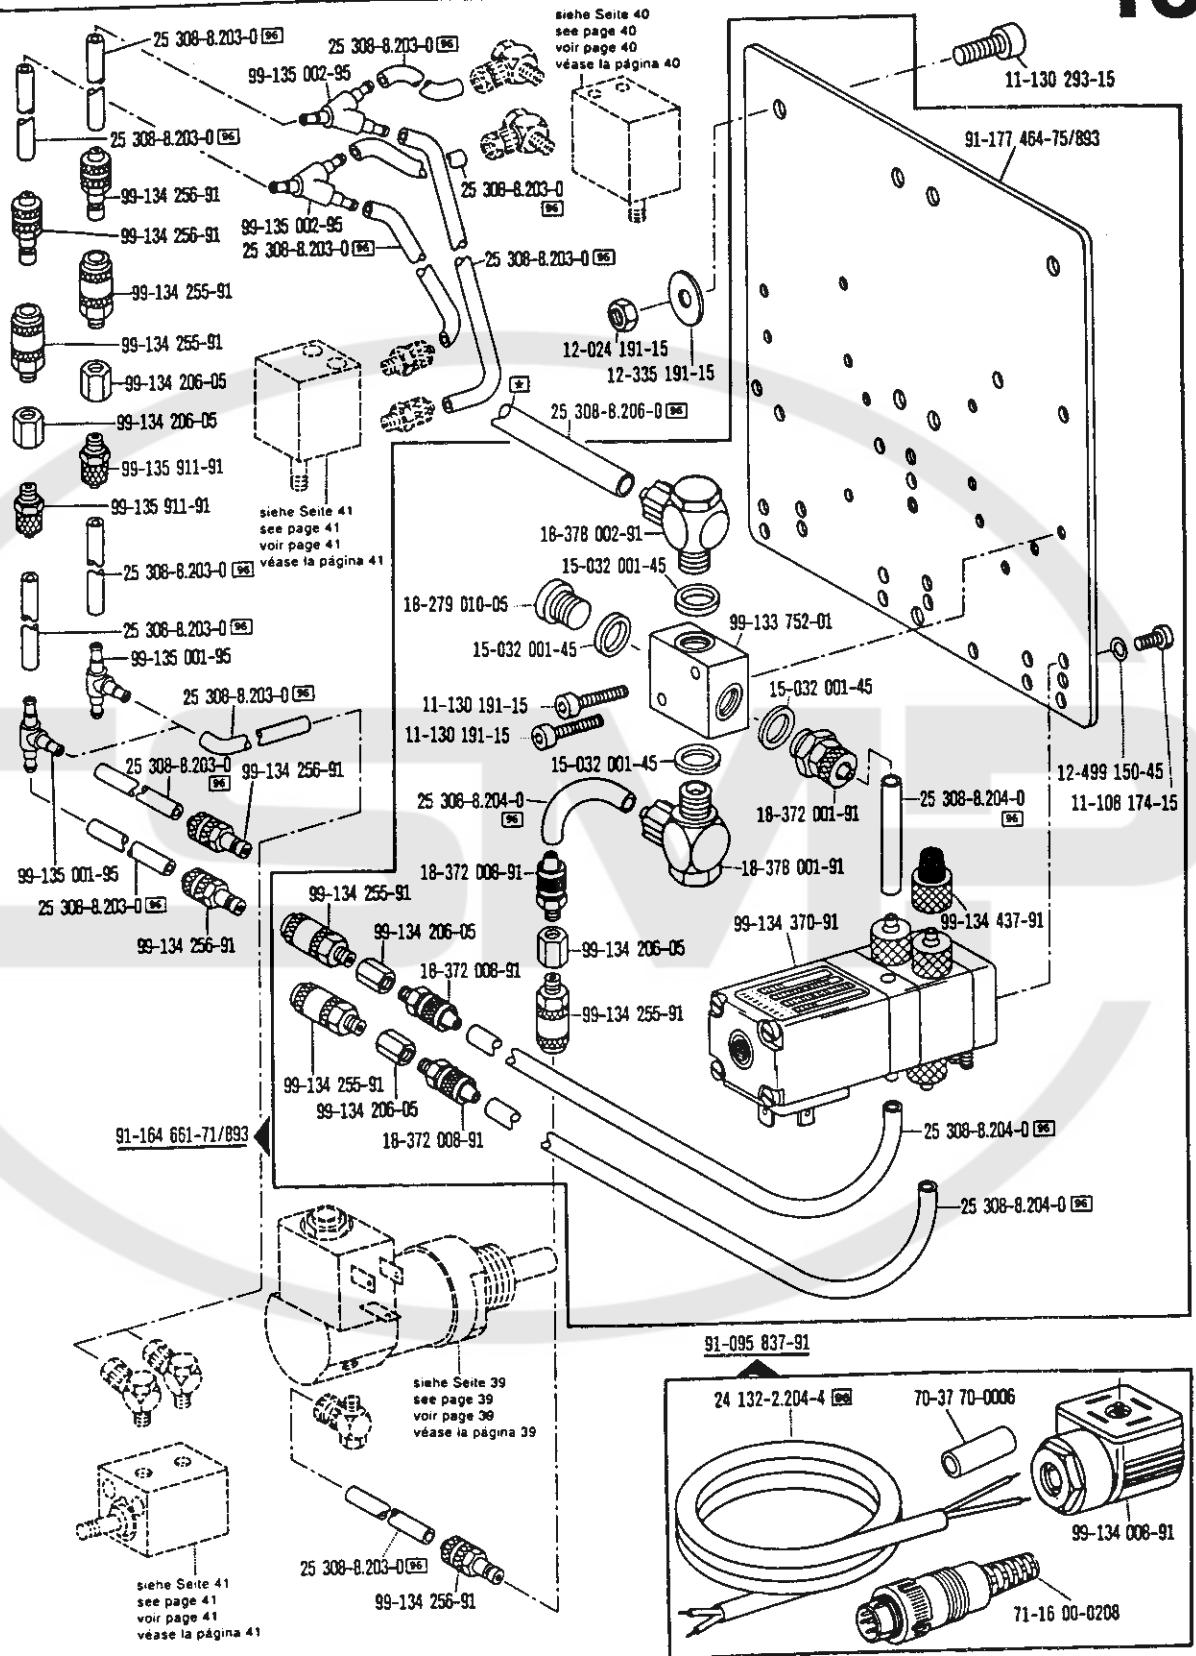 siehe Seite 40
see page 40
voir page 40
véase la página 40
25 308-8.203-0 96
25 308-8.203-0 96
99-135 002-95
11-130 293-15
25 308-8.203-0 96
91-177 464-75/893
99-134 256-91
25 308-8.203-0
96
99-134 256-91
99-135 002-95
25 308-8.203-0 96
25 308-8.203-0 96
99-134 255-91
99-134 255-91
12-024 191-15
12-335 191-15
99-134 206-05
99-134 206-05
25 308-8.206-0 96
99-135 911-91
99-135 911-91
siehe Seite 41
see page 41
voir page 41
véase la página 41
18-378 002-91
15-032 001-45
25 308-8.203-0 96
18-279 010-05
99-133 752-01
25 308-8.203-0 96
15-032 001-45
99-135 001-95
15-032 001-45
25 308-8.203-0 96
11-130 191-15
11-130 191-15
25 308-8.203-0
96
99-134 256-91
15-032 001-45
12-499 150-45
11-108 174-15
25 308-8.204-0
96
25 308-8.204-0
96
18-372 001-91
99-135 001-95
18-372 008-91
18-378 001-91
25 308-8.203-0 96
99-134 255-91
99-134 370-91
99-134 437-91
99-134 256-91
99-134 206-05
99-134 206-05
18-372 008-91
99-134 255-91
99-134 255-91
99-134 206-05
91-164 661-71/893
18-372 008-91
25 308-8.204-0 96
25 308-8.204-0 96
91-095 837-91
siehe Seite 39
see page 39
voir page 39
véase la página 39
24 132-2.204-4 96
70-37 70-0006
99-134 008-91
25 308-8.203-0 96
99-134 256-91
71-16 00-0208
siehe Seite 41
see page 41
voir page 41
véase la página 41